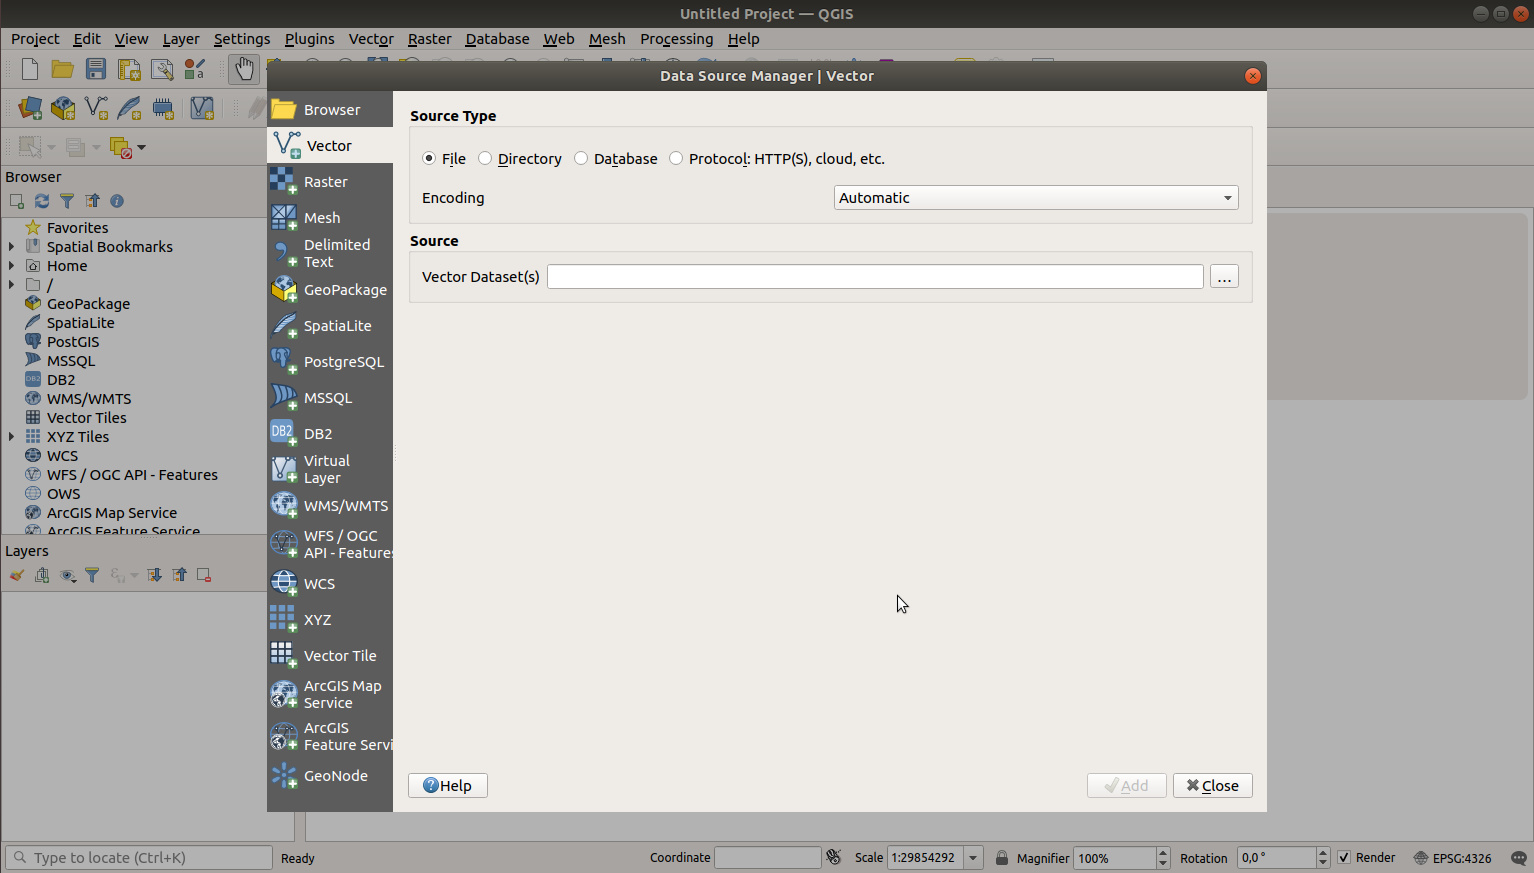 Untitled Project — QGIS
Project Edit View Layer Settings Plugins Vector Raster Database Web Mesh Processing Help
Data Source Manager | Vector
Browser
Vector
Raster
Mesh
Delimited
Text
GeoPackage
SpatiaLite
PostgreSQL
MSSQL
DB2
DB2
Virtual
Layer
WMS/WMTS
WFS / OGC
API - Features
WCS
XYZ
Vector Tile
ArcGIS Map
Service
ArcGIS
Feature Servi
GeoNode
Source Type
File Directory Database Protocol: HTTP(S), cloud, etc.
Encoding Automatic
Source
Vector Dataset(s) ...
Help Add Close
Browser
Favorites
Spatial Bookmarks
Home
/
GeoPackage
SpatiaLite
PostGIS
MSSQL
DB2 DB2
WMS/WMTS
Vector Tiles
XYZ Tiles
WCS
WFS / OGC API - Features
OWS
ArcGIS Map Service
ArcGIS Feature Service
Layers
Type to locate (Ctrl+K) Ready Coordinate Scale 1:29854292 Magnifier 100% Rotation 0,0 ° Render EPSG:4326